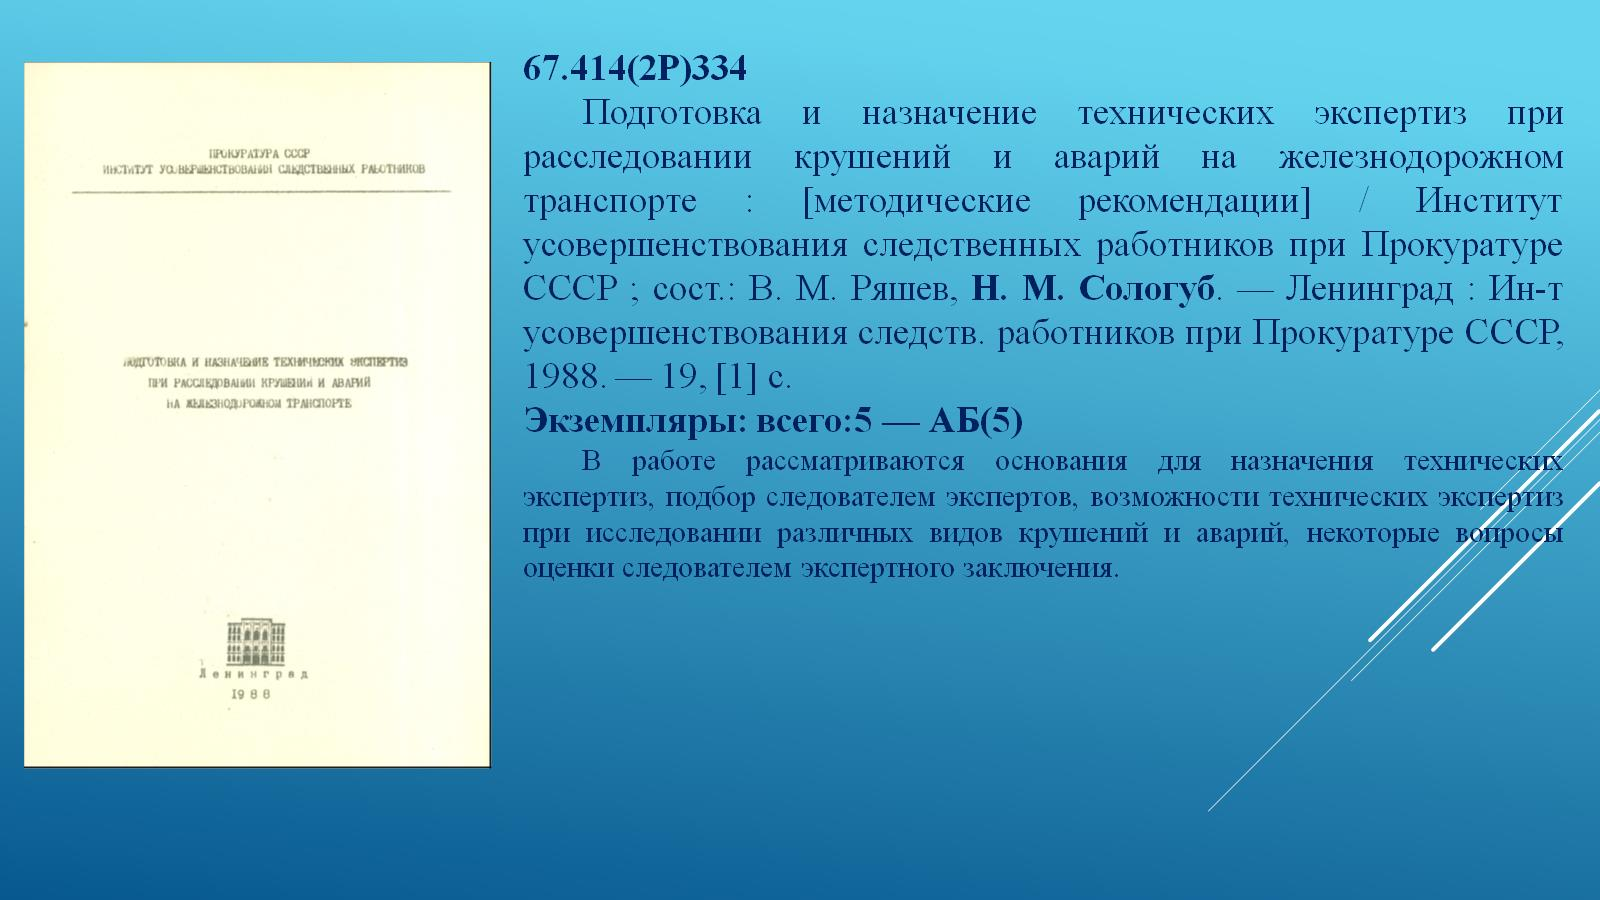 ПРОКУРАТУРА СССР
ИНСТИТУТ УСОВЕРШЕНСТВОВАНИЯ СЛЕДСТВЕННЫХ РАБОТНИКОВ
ПОДГОТОВКА И НАЗНАЧЕНИЕ ТЕХНИЧЕСКИХ ЭКСПЕРТИЗ
ПРИ РАССЛЕДОВАНИИ КРУШЕНИЙ И АВАРИЙ
НА ЖЕЛЕЗНОДОРОЖНОМ ТРАНСПОРТЕ
Ленинград
1988
67.414(2Р)334
Подготовка и назначение технических экспертиз при
расследовании крушений и аварий на железнодорожном
транспорте : [методические рекомендации] / Институт
усовершенствования следственных работников при Прокуратуре
СССР ; сост.: В. М. Ряшев, Н. М. Сологуб. — Ленинград : Ин-т
усовершенствования следств. работников при Прокуратуре СССР,
1988. — 19, [1] с.
Экземпляры: всего:5 — АБ(5)
В работе рассматриваются основания для назначения технических
экспертиз, подбор следователем экспертов, возможности технических экспертиз
при исследовании различных видов крушений и аварий, некоторые вопросы
оценки следователем экспертного заключения.